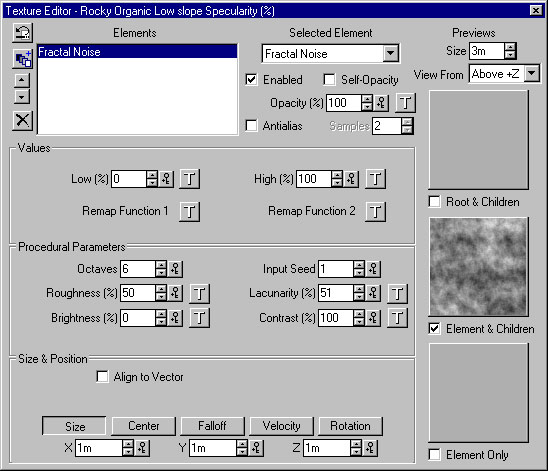 Texture Editor - Rocky Organic Low slope Specularity (%)
Elements
Fractal Noise
Selected Element
Fractal Noise
Enabled
Self-Opacity
Opacity (%) 100 T
Antialias
Samples 2
Previews
Size 3m
View From Above +Z
Root & Children
Element & Children
Element Only
Values
Low (%) 0 T
High (%) 100 T
Remap Function 1 T
Remap Function 2 T
Procedural Parameters
Octaves 6
Input Seed 1
Roughness (%) 50 T
Lacunarity (%) 51 T
Brightness (%) 0 T
Contrast (%) 100 T
Size & Position
Align to Vector
Size
Center
Falloff
Velocity
Rotation
X 1m
Y 1m
Z 1m